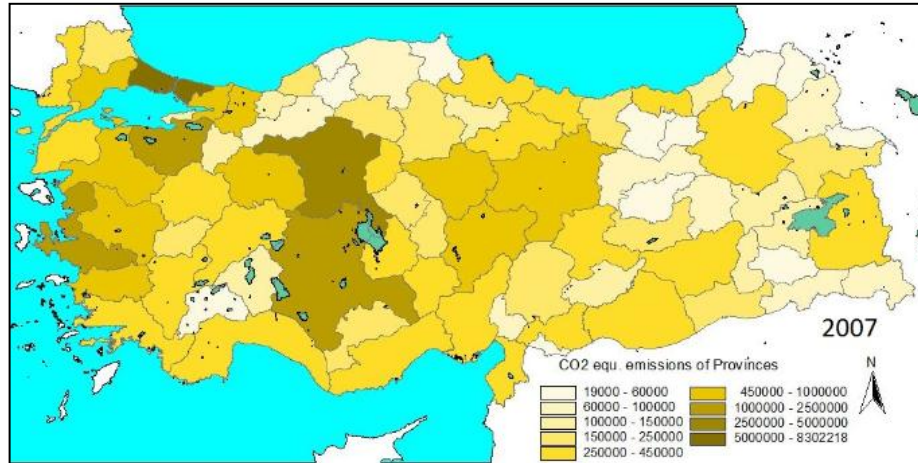 2007
CO2 equ. emissions of Provinces
N
19000 - 60000
60000 - 100000
100000 - 150000
150000 - 250000
250000 - 450000
450000 - 1000000
1000000 - 2500000
2500000 - 5000000
5000000 - 8302218